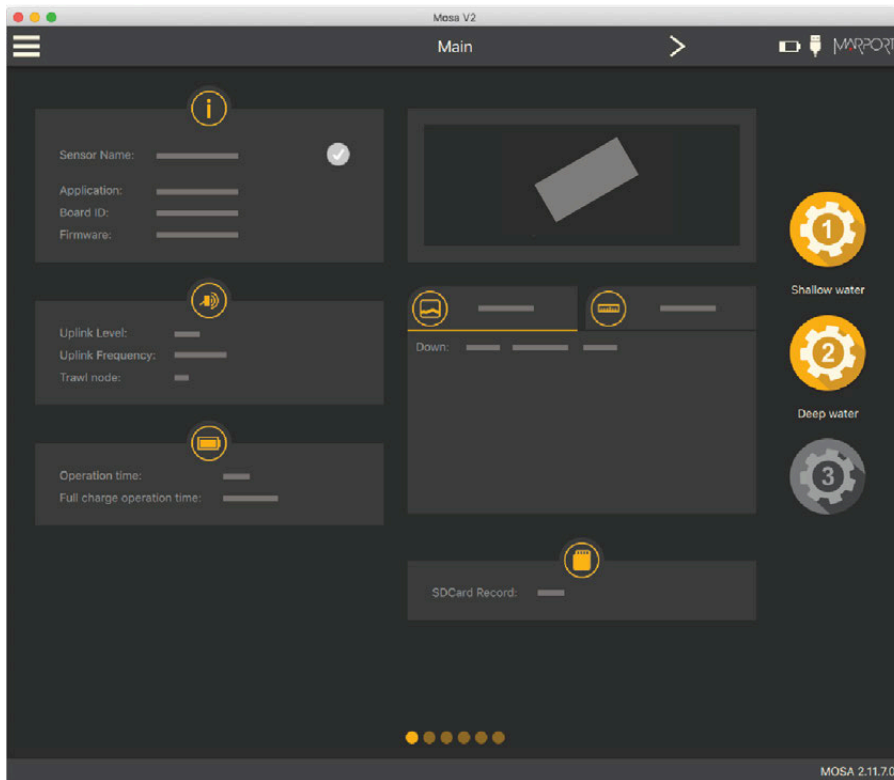 Mosa V2
Main
MARPORT
i
Sensor Name:
Application:
Board ID:
Firmware:
Uplink Level:
Uplink Frequency:
Trawl node:
Operation time:
Full charge operation time:
Down:
SDCard Record:
1
Shallow water
2
Deep water
3
MOSA 2.11.7.0